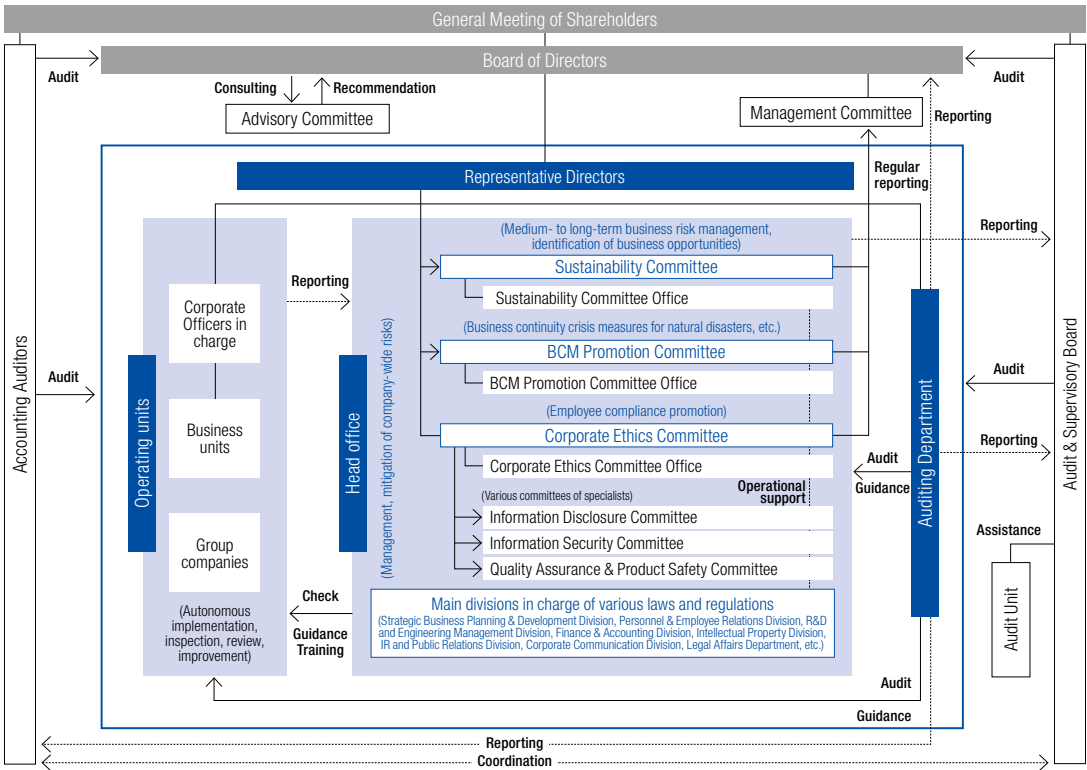 General Meeting of Shareholders
Board of Directors
Audit
Audit
Consulting
Recommendation
Advisory Committee
Management Committee
Reporting
Representative Directors
Regular
reporting
Reporting
(Medium- to long-term business risk management,
identification of business opportunities)
Sustainability Committee
Sustainability Committee Office
Reporting
Corporate
Officers in
charge
(Business continuity crisis measures for natural disasters, etc.)
BCM Promotion Committee
BCM Promotion Committee Office
Accounting Auditors
Audit
Operating units
Business
units
Head office
(Management, mitigation of company-wide risks)
(Employee compliance promotion)
Corporate Ethics Committee
Corporate Ethics Committee Office
Auditing Department
Audit
Reporting
Audit & Supervisory Board
Audit
Guidance
Operational
support
(Various committees of specialists)
Information Disclosure Committee
Information Security Committee
Quality Assurance & Product Safety Committee
Group
companies
Assistance
Audit Unit
Check
Guidance
Training
(Autonomous
implementation,
inspection, review,
improvement)
Main divisions in charge of various laws and regulations
(Strategic Business Planning & Development Division, Personnel & Employee Relations Division, R&D
and Engineering Management Division, Finance & Accounting Division, Intellectual Property Division,
IR and Public Relations Division, Corporate Communication Division, Legal Affairs Department, etc.)
Audit
Guidance
Reporting
Coordination